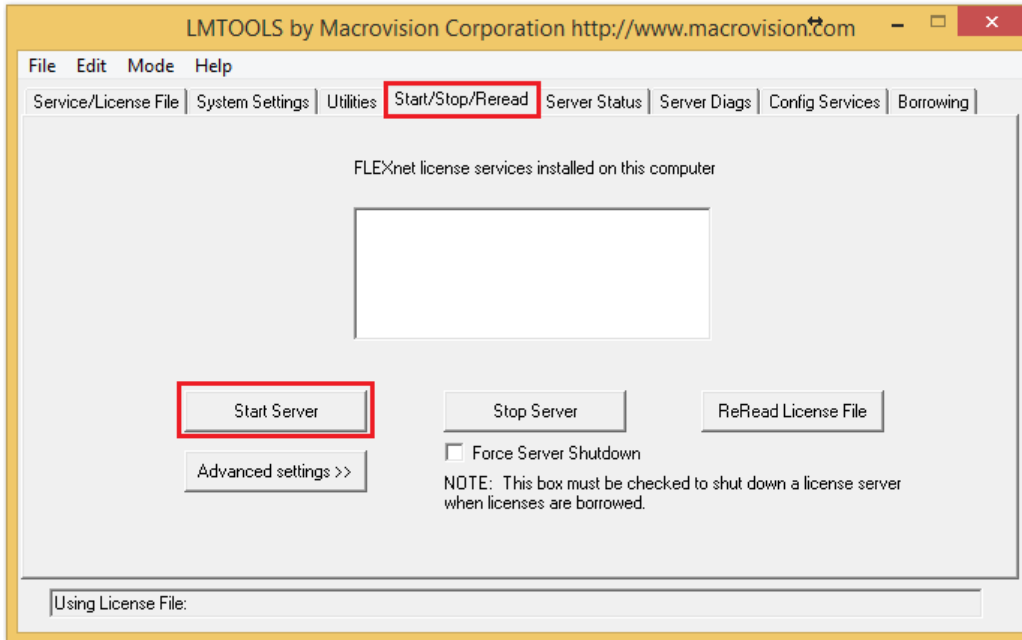 LMTOOLS by Macrovision Corporation http://www.macrovision.com
File Edit Mode Help
Service/License File System Settings Utilities Start/Stop/Reread Server Status Server Diags Config Services Borrowing
FLEXnet license services installed on this computer
Start Server Stop Server ReRead License File
Force Server Shutdown
Advanced settings >>
NOTE: This box must be checked to shut down a license server
when licenses are borrowed.
Using License File: